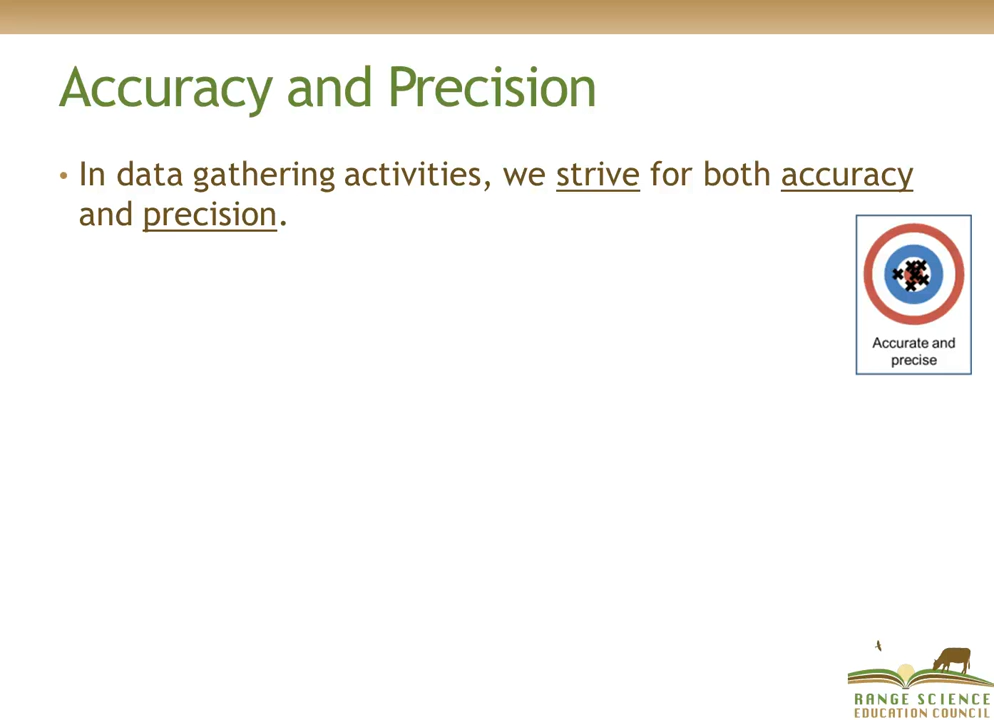 Accuracy and Precision
• In data gathering activities, we strive for both accuracy
and precision.
Accurate and
precise
RANGE SCIENCE
EDUCATION COUNCIL